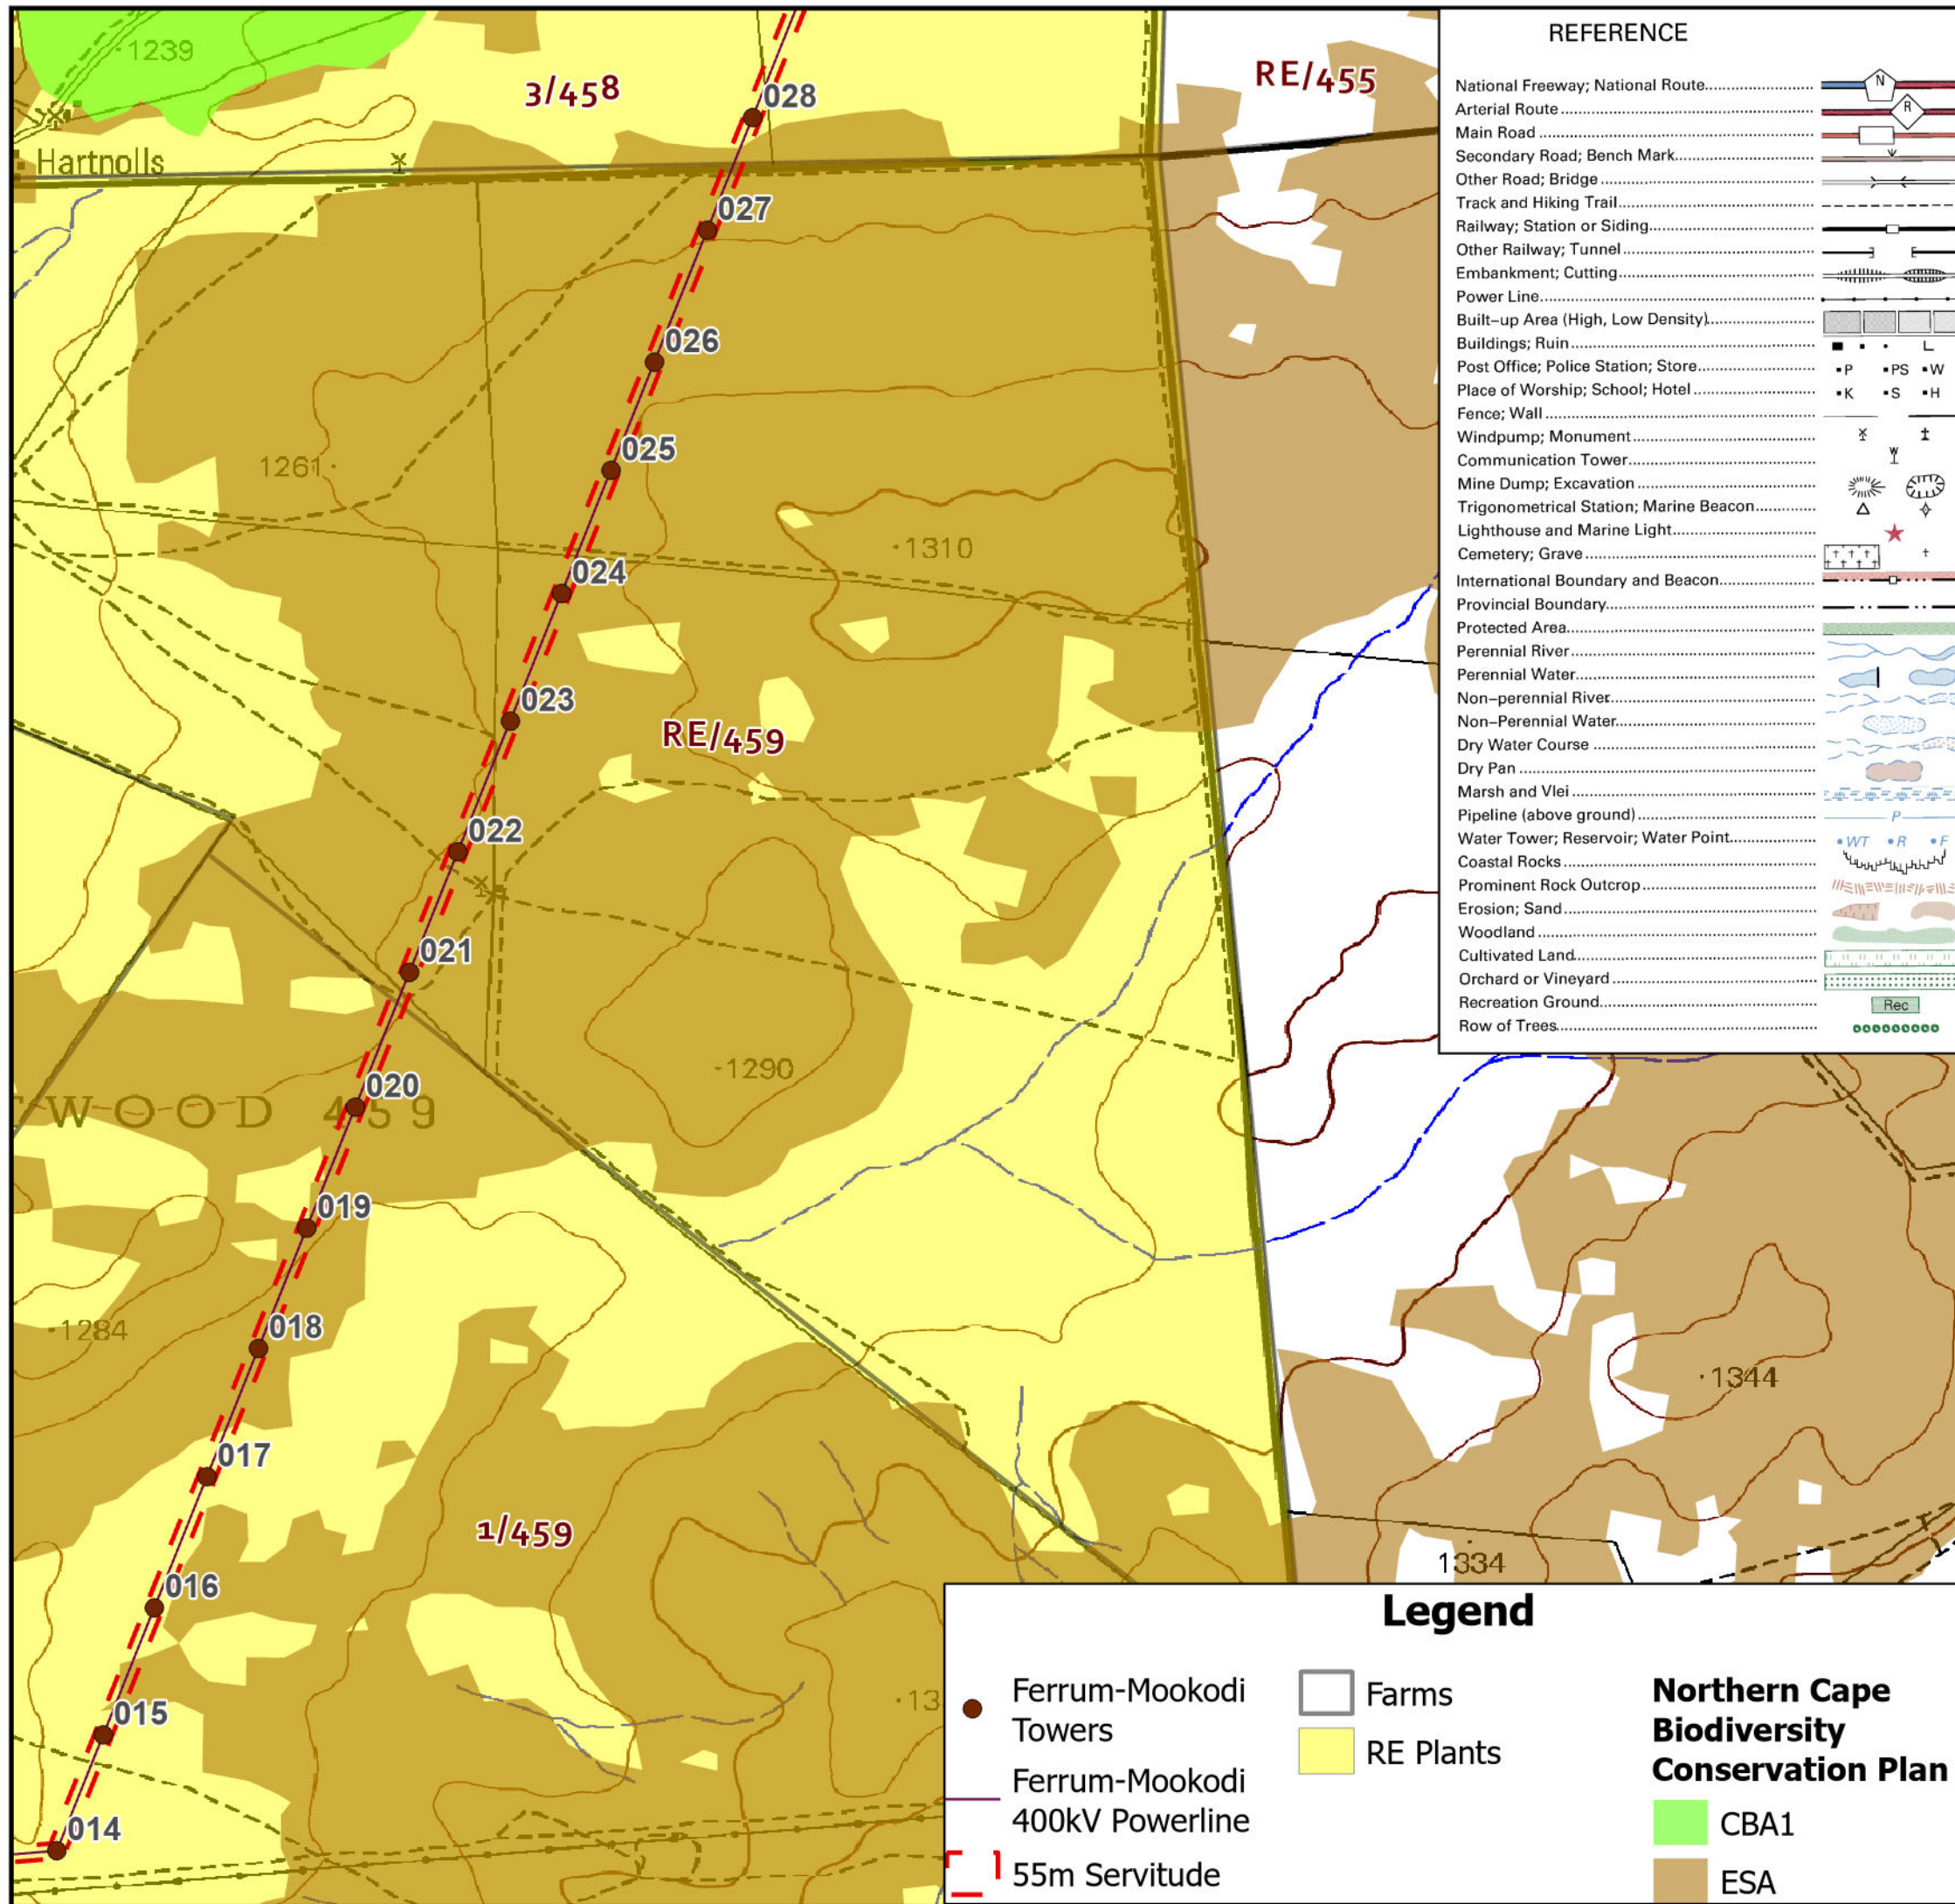 1239
3/458
028
RE/455
Hartnolls
027
026
1261
025
1310
024
023
RE/459
022
021
1290
020
WOOD 459
019
1284
018
017
1/459
016
015
13
014
1344
1334
REFERENCE
National Freeway; National Route N
Arterial Route R
Main Road
Secondary Road; Bench Mark
Other Road; Bridge
Track and Hiking Trail
Railway; Station or Siding
Other Railway; Tunnel
Embankment; Cutting
Power Line
Built-up Area (High, Low Density)
Buildings; Ruin
Post Office; Police Station; Store P PS W
Place of Worship; School; Hotel K S H
Fence; Wall
Windpump; Monument
Communication Tower
Mine Dump; Excavation
Trigonometrical Station; Marine Beacon
Lighthouse and Marine Light
Cemetery; Grave
International Boundary and Beacon
Provincial Boundary
Protected Area
Perennial River
Perennial Water
Non-perennial River
Non-Perennial Water
Dry Water Course
Dry Pan
Marsh and Vlei
Pipeline (above ground) P
Water Tower; Reservoir; Water Point WT R F
Coastal Rocks
Prominent Rock Outcrop
Erosion; Sand
Woodland
Cultivated Land
Orchard or Vineyard
Recreation Ground Rec
Row of Trees
Legend
Ferrum-Mookodi
Towers
Ferrum-Mookodi
400kV Powerline
55m Servitude
Farms
RE Plants
Northern Cape
Biodiversity
Conservation Plan
CBA1
ESA